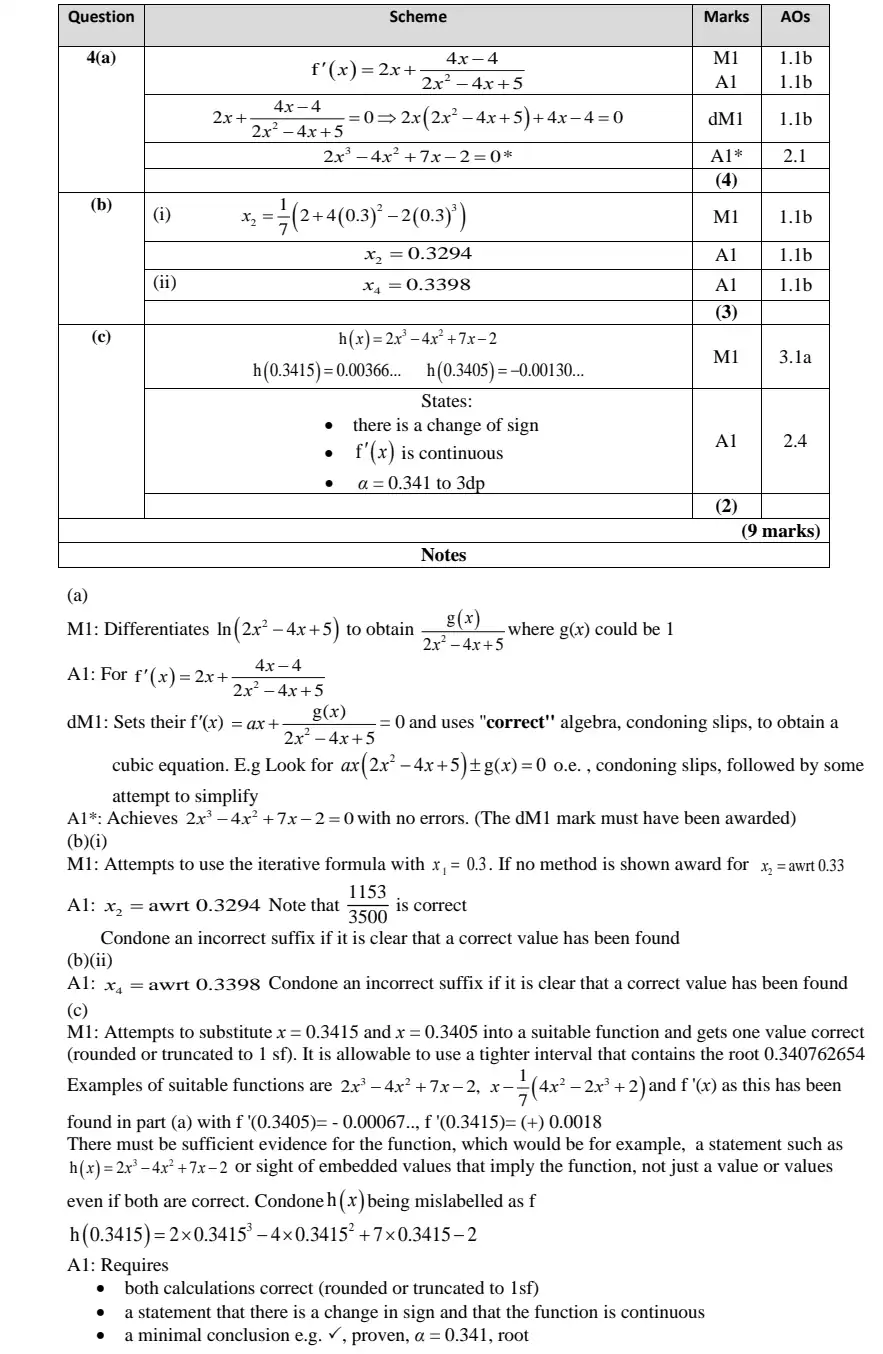 Question Scheme Marks AOs
4(a) f′(x) = 2x + (4x − 4)/(2x² − 4x + 5) M1 A1 1.1b 1.1b
2x + (4x − 4)/(2x² − 4x + 5) = 0 ⇒ 2x(2x² − 4x + 5) + 4x − 4 = 0 dM1 1.1b
2x³ − 4x² + 7x − 2 = 0 * A1* 2.1
(4)
(b) (i) x₂ = 1/7(2 + 4(0.3)² − 2(0.3)³) M1 1.1b
x₂ = 0.3294 A1 1.1b
(ii) x₄ = 0.3398 A1 1.1b
(3)
(c) h(x) = 2x³ − 4x² + 7x − 2
h(0.3415) = 0.00366... h(0.3405) = −0.00130... M1 3.1a
States:
• there is a change of sign
• f′(x) is continuous A1 2.4
• α = 0.341 to 3dp
(2)
(9 marks)
Notes
(a)
M1: Differentiates ln(2x² − 4x + 5) to obtain g(x)/(2x² − 4x + 5) where g(x) could be 1
A1: For f′(x) = 2x + (4x − 4)/(2x² − 4x + 5)
dM1: Sets their f′(x) = ax + g(x)/(2x² − 4x + 5) = 0 and uses "correct" algebra, condoning slips, to obtain a
cubic equation. E.g Look for ax(2x² − 4x + 5) ± g(x) = 0 o.e. , condoning slips, followed by some
attempt to simplify
A1*: Achieves 2x³ − 4x² + 7x − 2 = 0 with no errors. (The dM1 mark must have been awarded)
(b)(i)
M1: Attempts to use the iterative formula with x₁ = 0.3. If no method is shown award for x₂ = awrt 0.33
A1: x₂ = awrt 0.3294 Note that 1153/3500 is correct
Condone an incorrect suffix if it is clear that a correct value has been found
(b)(ii)
A1: x₄ = awrt 0.3398 Condone an incorrect suffix if it is clear that a correct value has been found
(c)
M1: Attempts to substitute x = 0.3415 and x = 0.3405 into a suitable function and gets one value correct
(rounded or truncated to 1 sf). It is allowable to use a tighter interval that contains the root 0.340762654
Examples of suitable functions are 2x³ − 4x² + 7x − 2, x − 1/7(4x² − 2x³ + 2) and f '(x) as this has been
found in part (a) with f '(0.3405)= - 0.00067.., f '(0.3415)= (+) 0.0018
There must be sufficient evidence for the function, which would be for example, a statement such as
h(x) = 2x³ − 4x² + 7x − 2 or sight of embedded values that imply the function, not just a value or values
even if both are correct. Condone h(x) being mislabelled as f
h(0.3415) = 2×0.3415³ − 4×0.3415² + 7×0.3415 − 2
A1: Requires
• both calculations correct (rounded or truncated to 1sf)
• a statement that there is a change in sign and that the function is continuous
• a minimal conclusion e.g. ✓, proven, α = 0.341, root